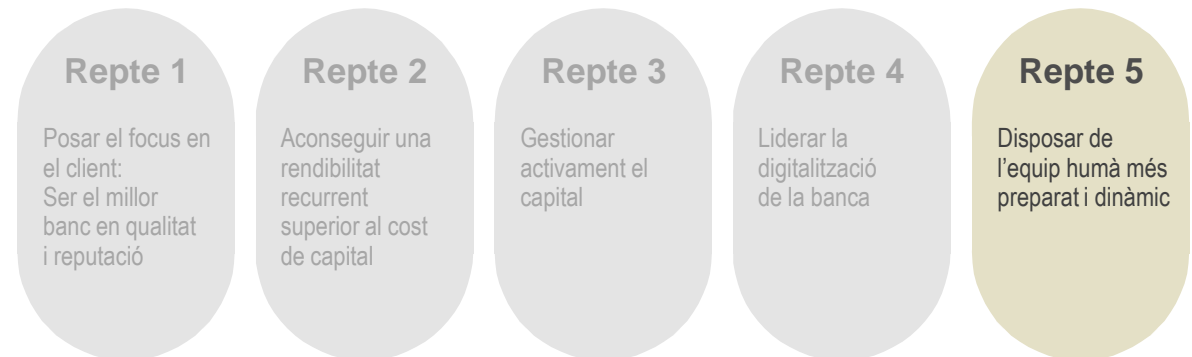 Repte 1
Posar el focus en
el client:
Ser el millor
banc en qualitat
i reputació
Repte 2
Aconseguir una
rendibilitat
recurrent
superior al cost
de capital
Repte 3
Gestionar
activament el
capital
Repte 4
Liderar la
digitalització
de la banca
Repte 5
Disposar de
l’equip humà més
preparat i dinàmic